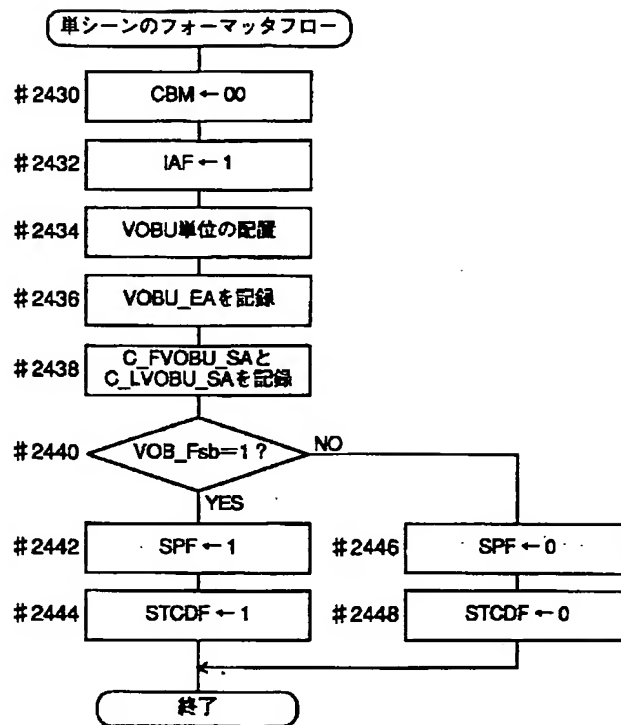 単シーンのフォーマッタフロー
#2430
CBM←00
#2432
IAF←1
#2434
VOBU単位の配置
#2436
VOBU_EAを記録
#2438
C_FVOBU_SAと
C_LVOBU_SAを記録
#2440
VOB_Fsb=1?
NO
YES
#2442
SPF←1
#2446
SPF←0
#2444
STCDF←1
#2448
STCDF←0
終了